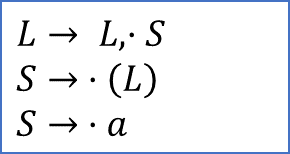 L → L,· S
S → · (L)
S → · a